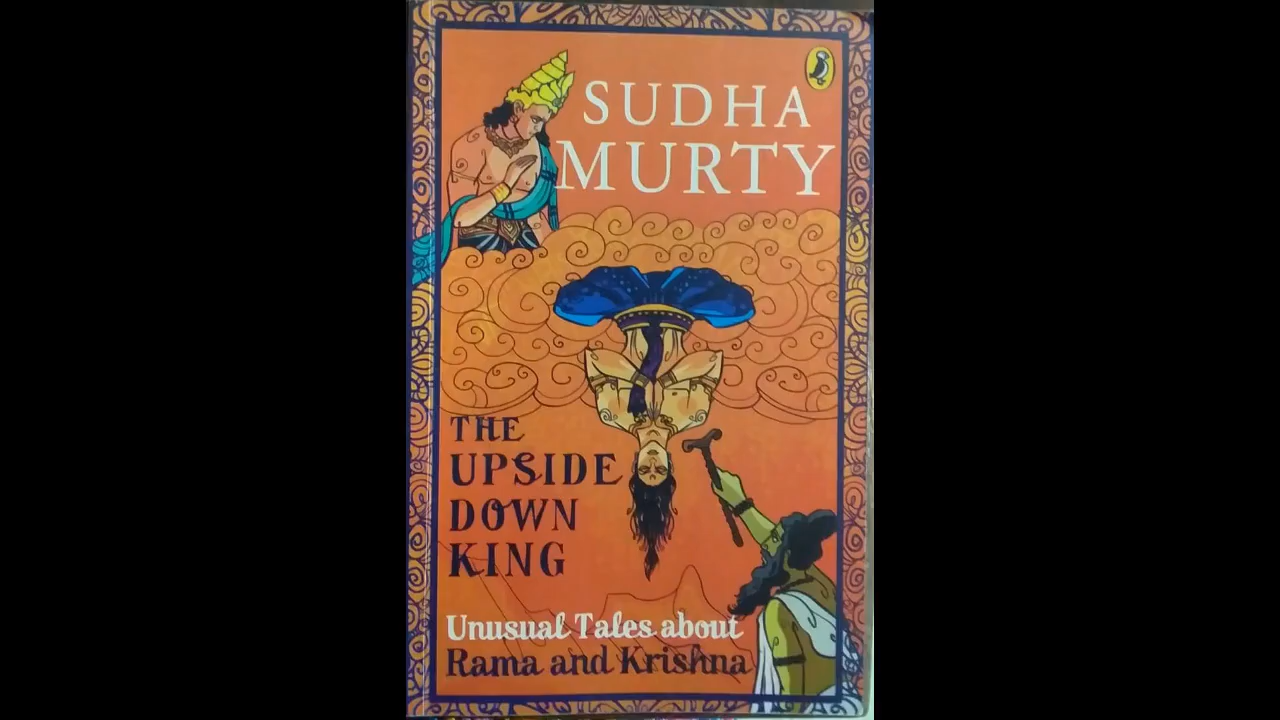 SUDHA
MURTY
THE
UPSIDE
DOWN
KING
Unusual Tales about
Rama and Krishna